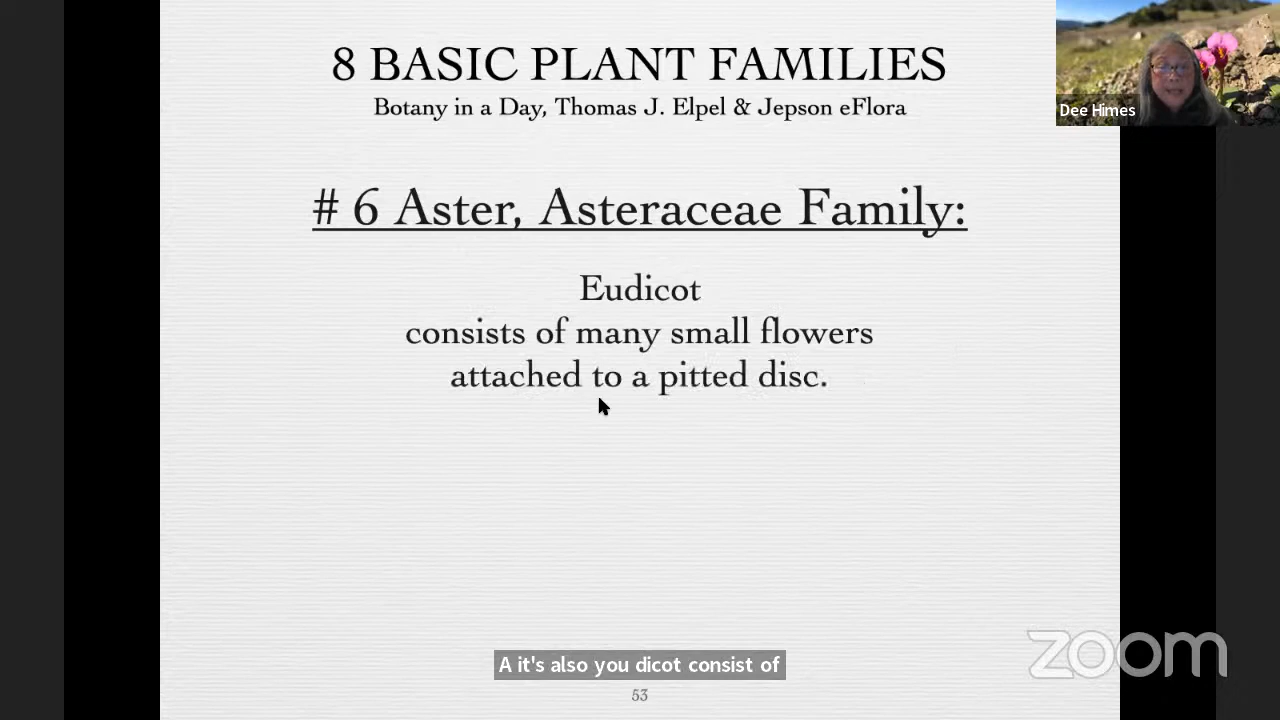 8 BASIC PLANT FAMILIES
Botany in a Day, Thomas J. Elpel & Jepson eFlora
Dee Himes
# 6 Aster, Asteraceae Family:
Eudicot
consists of many small flowers
attached to a pitted disc.
zoom
A it's also you dicot consist of
53